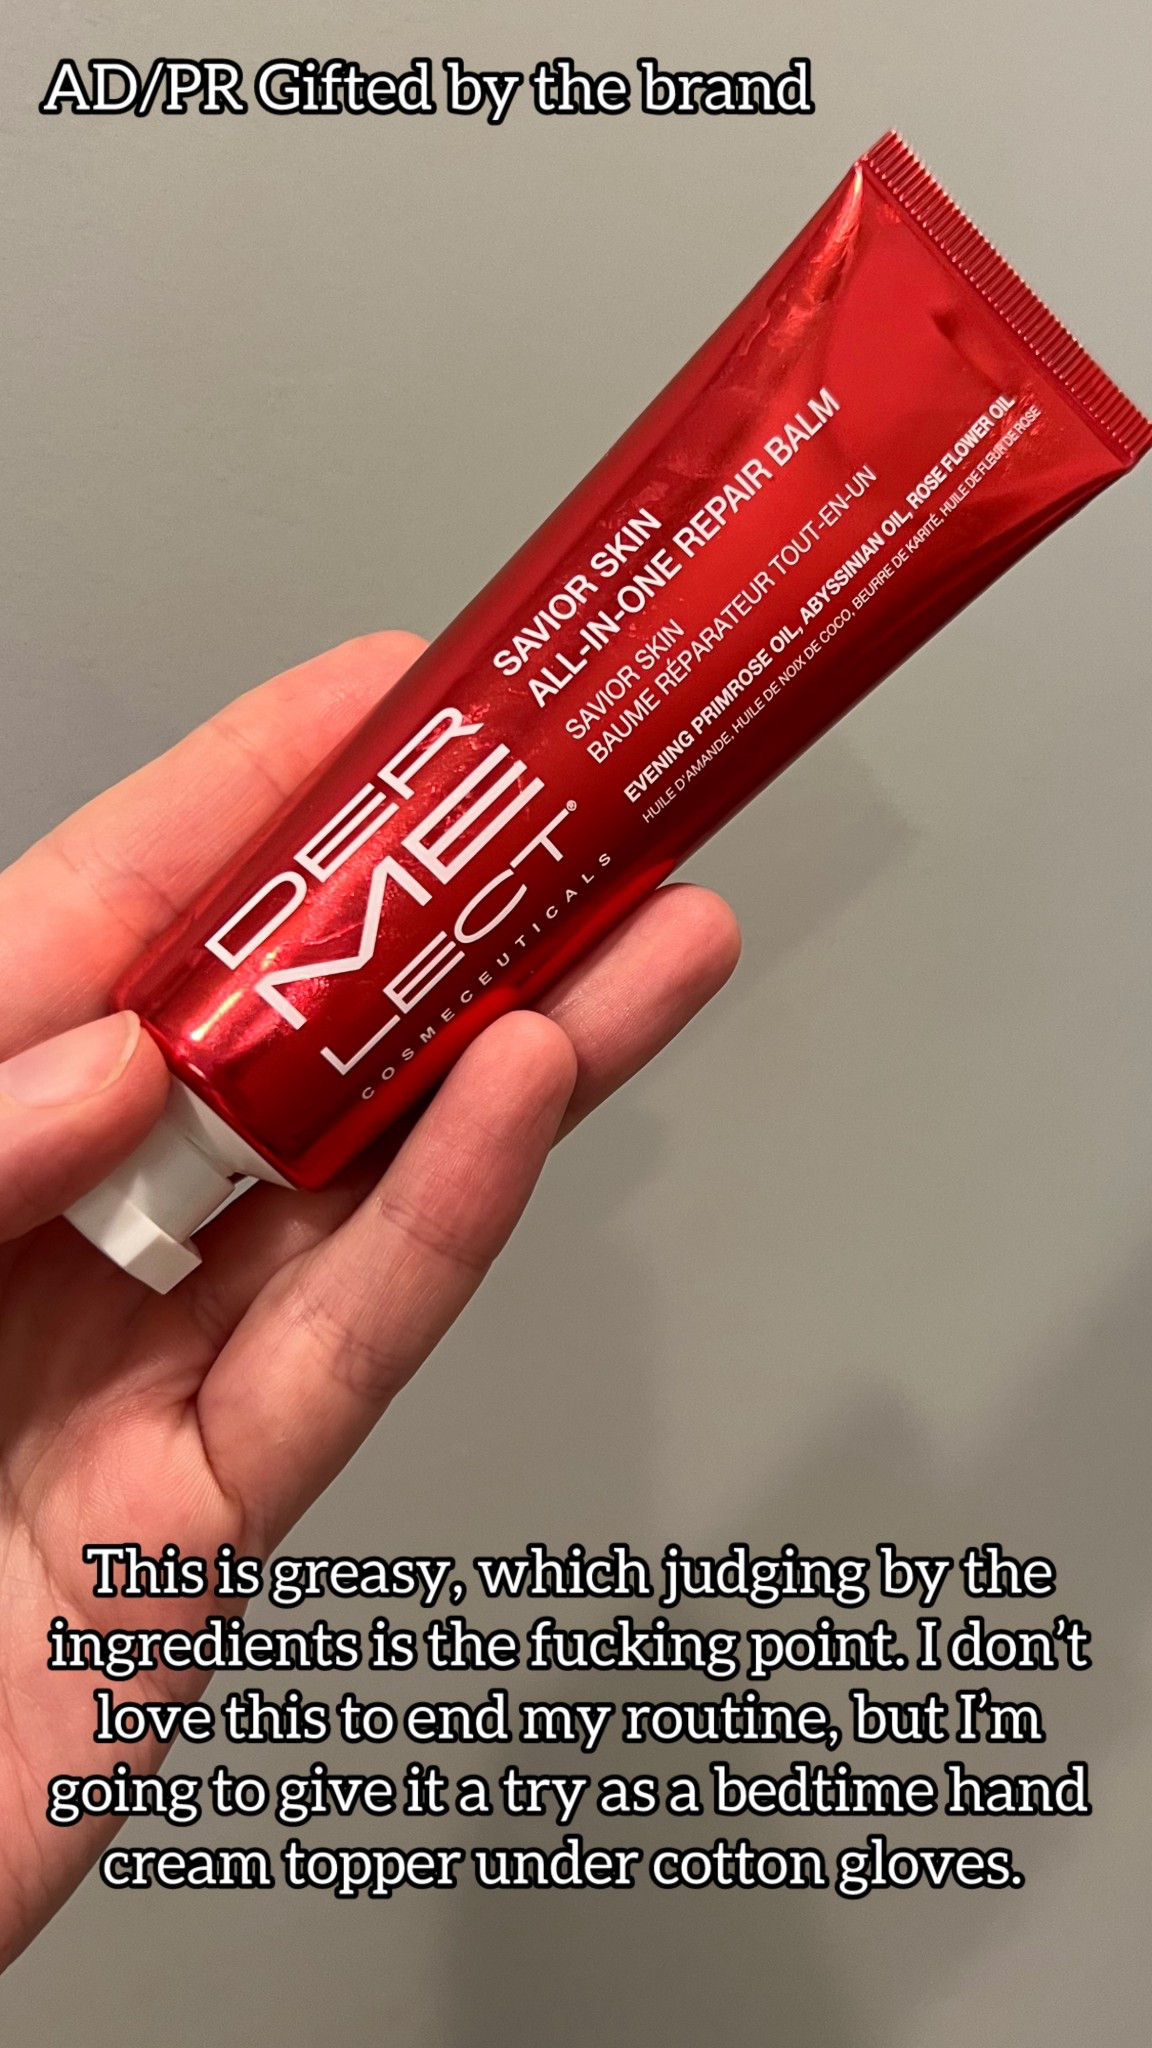 AD/PR Gifted by the brand
SAVIOR SKIN
ALL-IN-ONE REPAIR BALM
SAVIOR SKIN
BAUME RÉPARATEUR TOUT-EN-UN
EVENING PRIMROSE OIL, ABYSSINIAN OIL, ROSE FLOWER OIL
HUILE D'AMANDE, HUILE DE NOIX DE COCO, BEURRE DE KARITÉ, HUILE DE FLEUR DE ROSE
DER
ME
LECT®
COSMECEUTICALS
This is greasy, which judging by the
ingredients is the fucking point. I don’t
love this to end my routine, but I’m
going to give it a try as a bedtime hand
cream topper under cotton gloves.